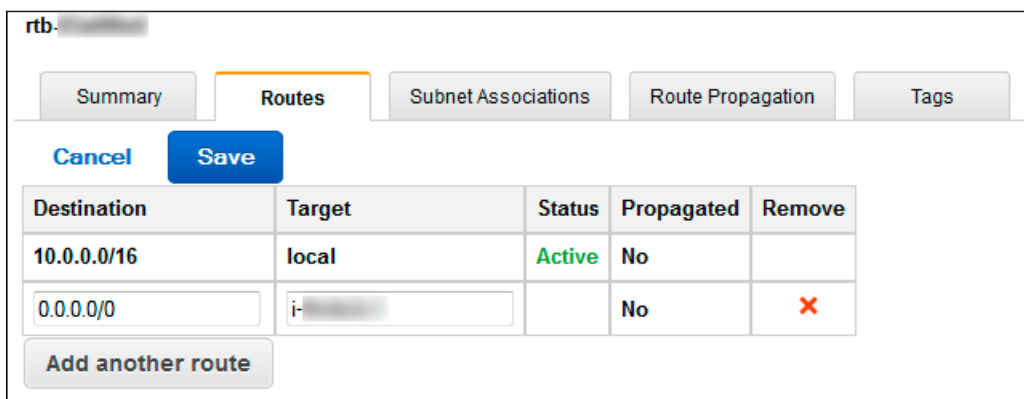 rtb-
Summary Routes Subnet Associations Route Propagation Tags
Cancel Save
Destination Target Status Propagated Remove
10.0.0.0/16 local Active No
0.0.0.0/0 i- No
Add another route